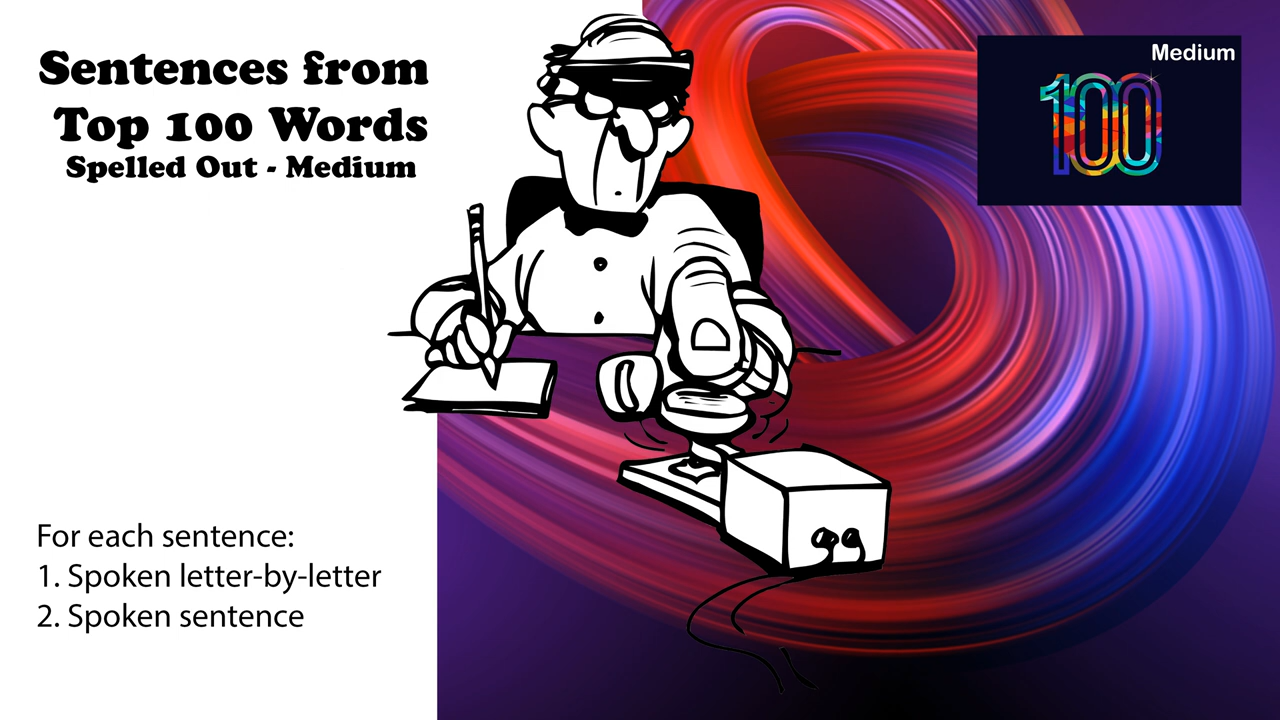 Sentences from
Top 100 Words
Spelled Out - Medium
Medium
100
For each sentence:
1. Spoken letter-by-letter
2. Spoken sentence